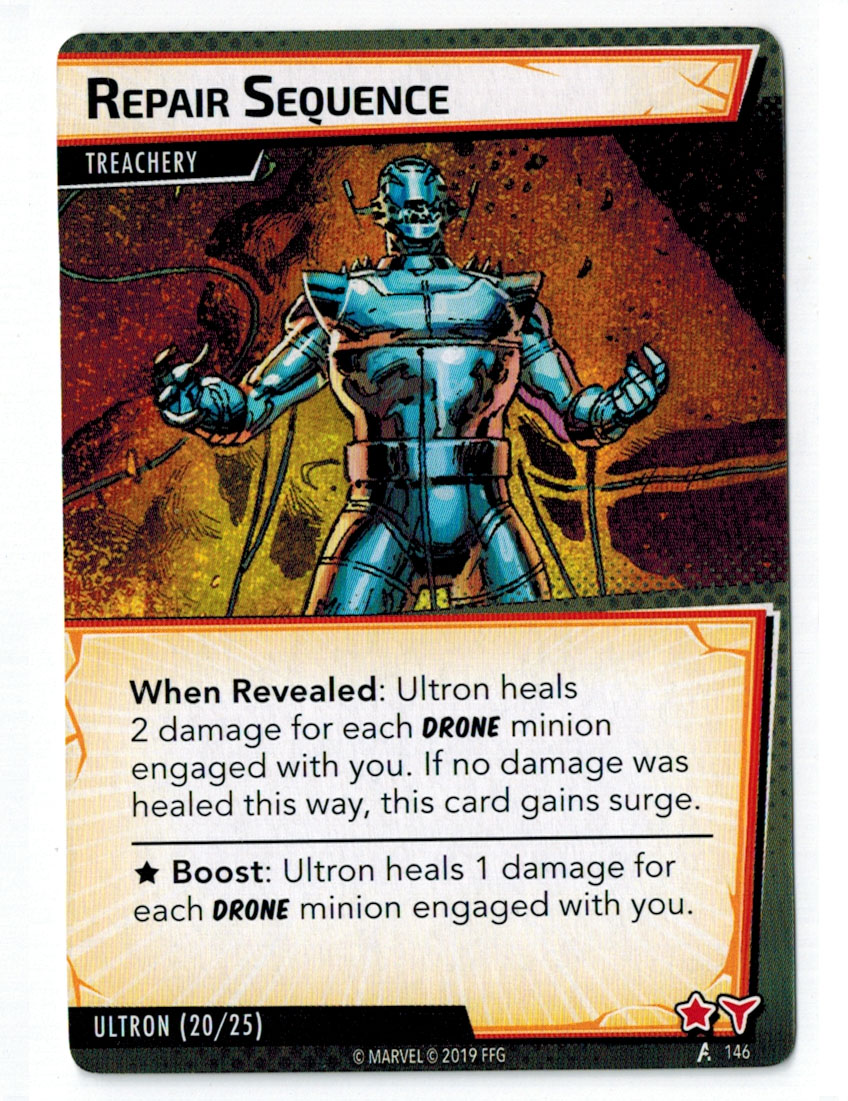 REPAIR SEQUENCE
TREACHERY
When Revealed: Ultron heals
2 damage for each DRONE minion
engaged with you. If no damage was
healed this way, this card gains surge.
★ Boost: Ultron heals 1 damage for
each DRONE minion engaged with you.
ULTRON (20/25)
© MARVEL © 2019 FFG
146